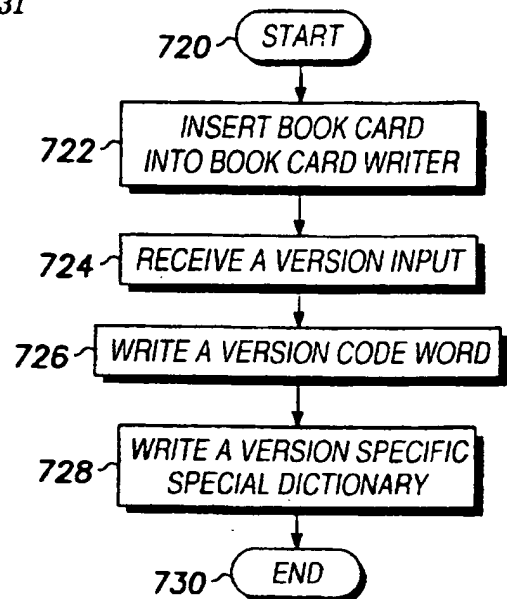 31
720 START
722 INSERT BOOK CARD
INTO BOOK CARD WRITER
724 RECEIVE A VERSION INPUT
726 WRITE A VERSION CODE WORD
728 WRITE A VERSION SPECIFIC
SPECIAL DICTIONARY
730 END